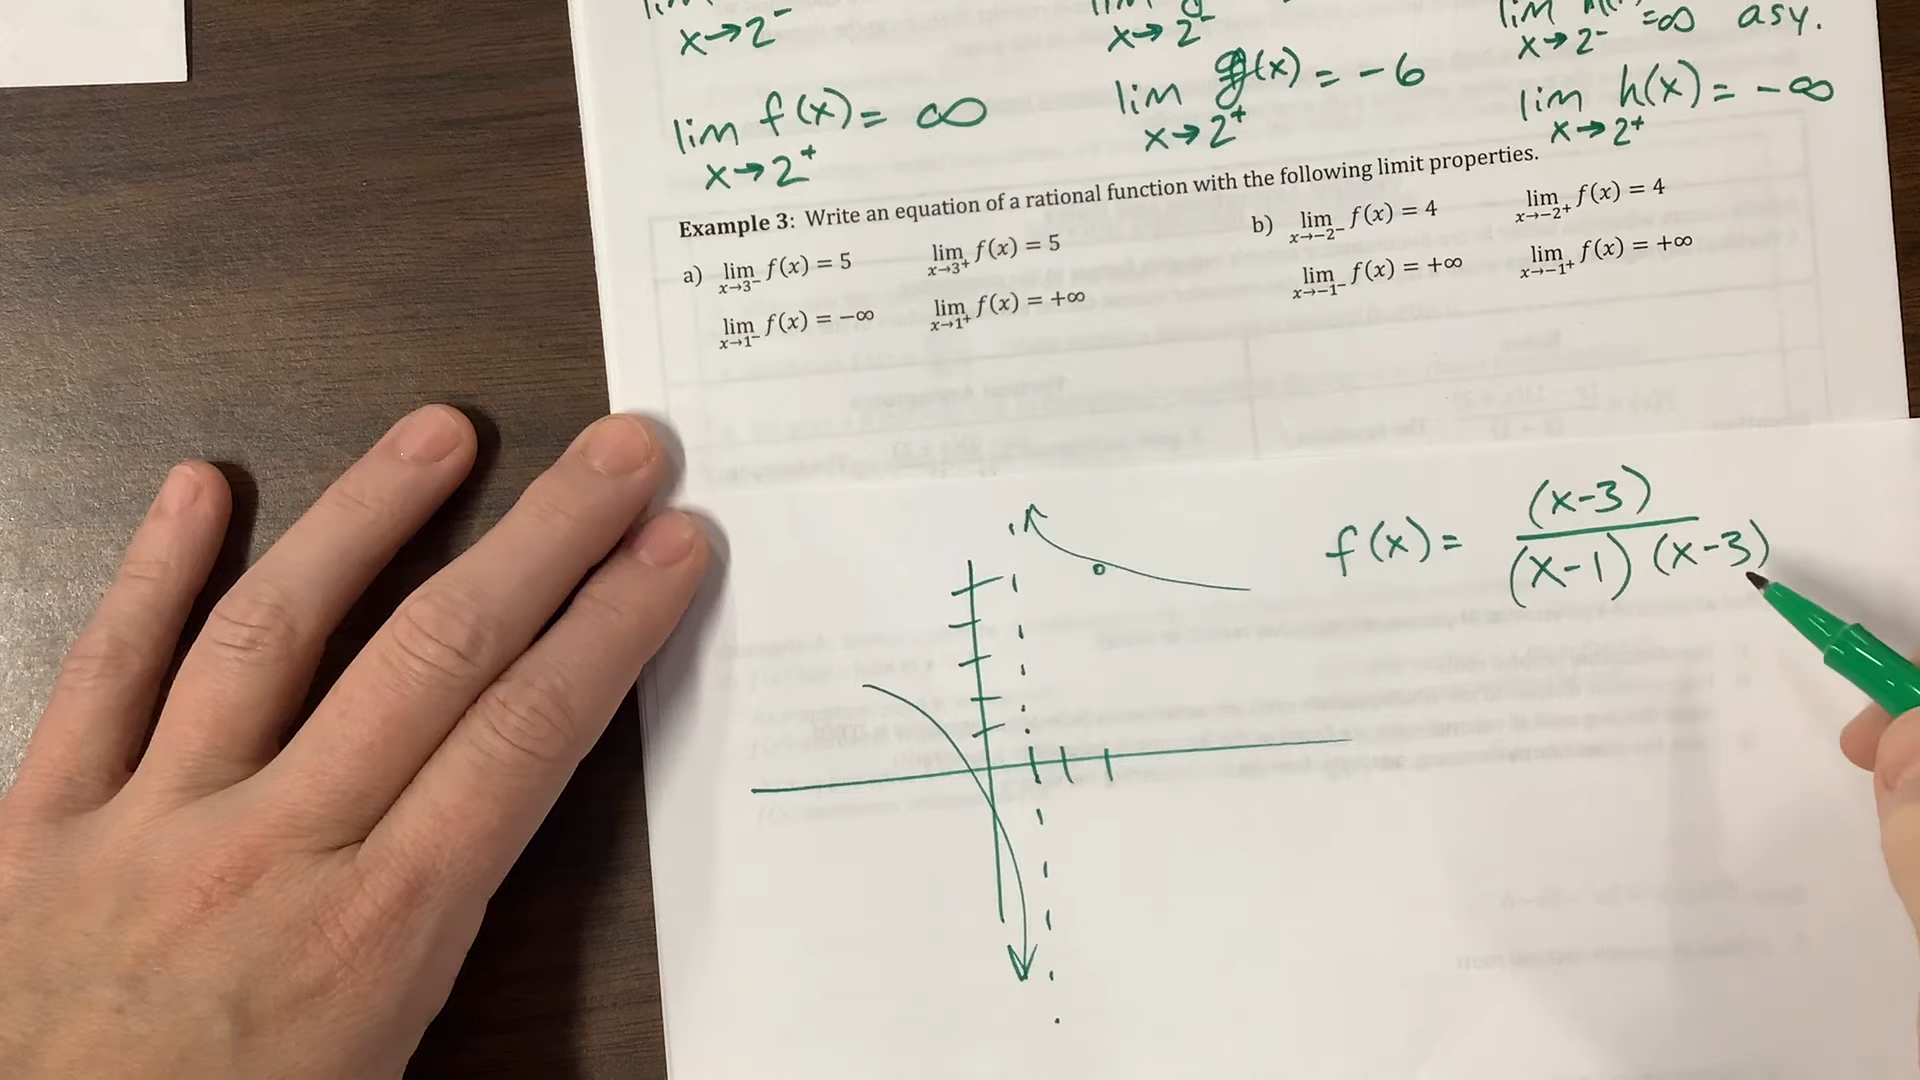 x→2⁻
x→2⁻
lim
x→2⁻ =∞ asy.
lim f(x) = ∞
x→2⁺
lim g(x) = -6
x→2⁺
lim h(x) = -∞
x→2⁺
Example 3: Write an equation of a rational function with the following limit properties.
a) lim f(x) = 5 lim f(x) = 5
x→3⁻ x→3⁺
lim f(x) = −∞ lim f(x) = +∞
x→1⁻ x→1⁺
b) lim f(x) = 4 lim f(x) = 4
x→−2⁻ x→−2⁺
lim f(x) = +∞ lim f(x) = +∞
x→−1⁻ x→−1⁺
f(x) = (x-3)
(x-1) (x-3)